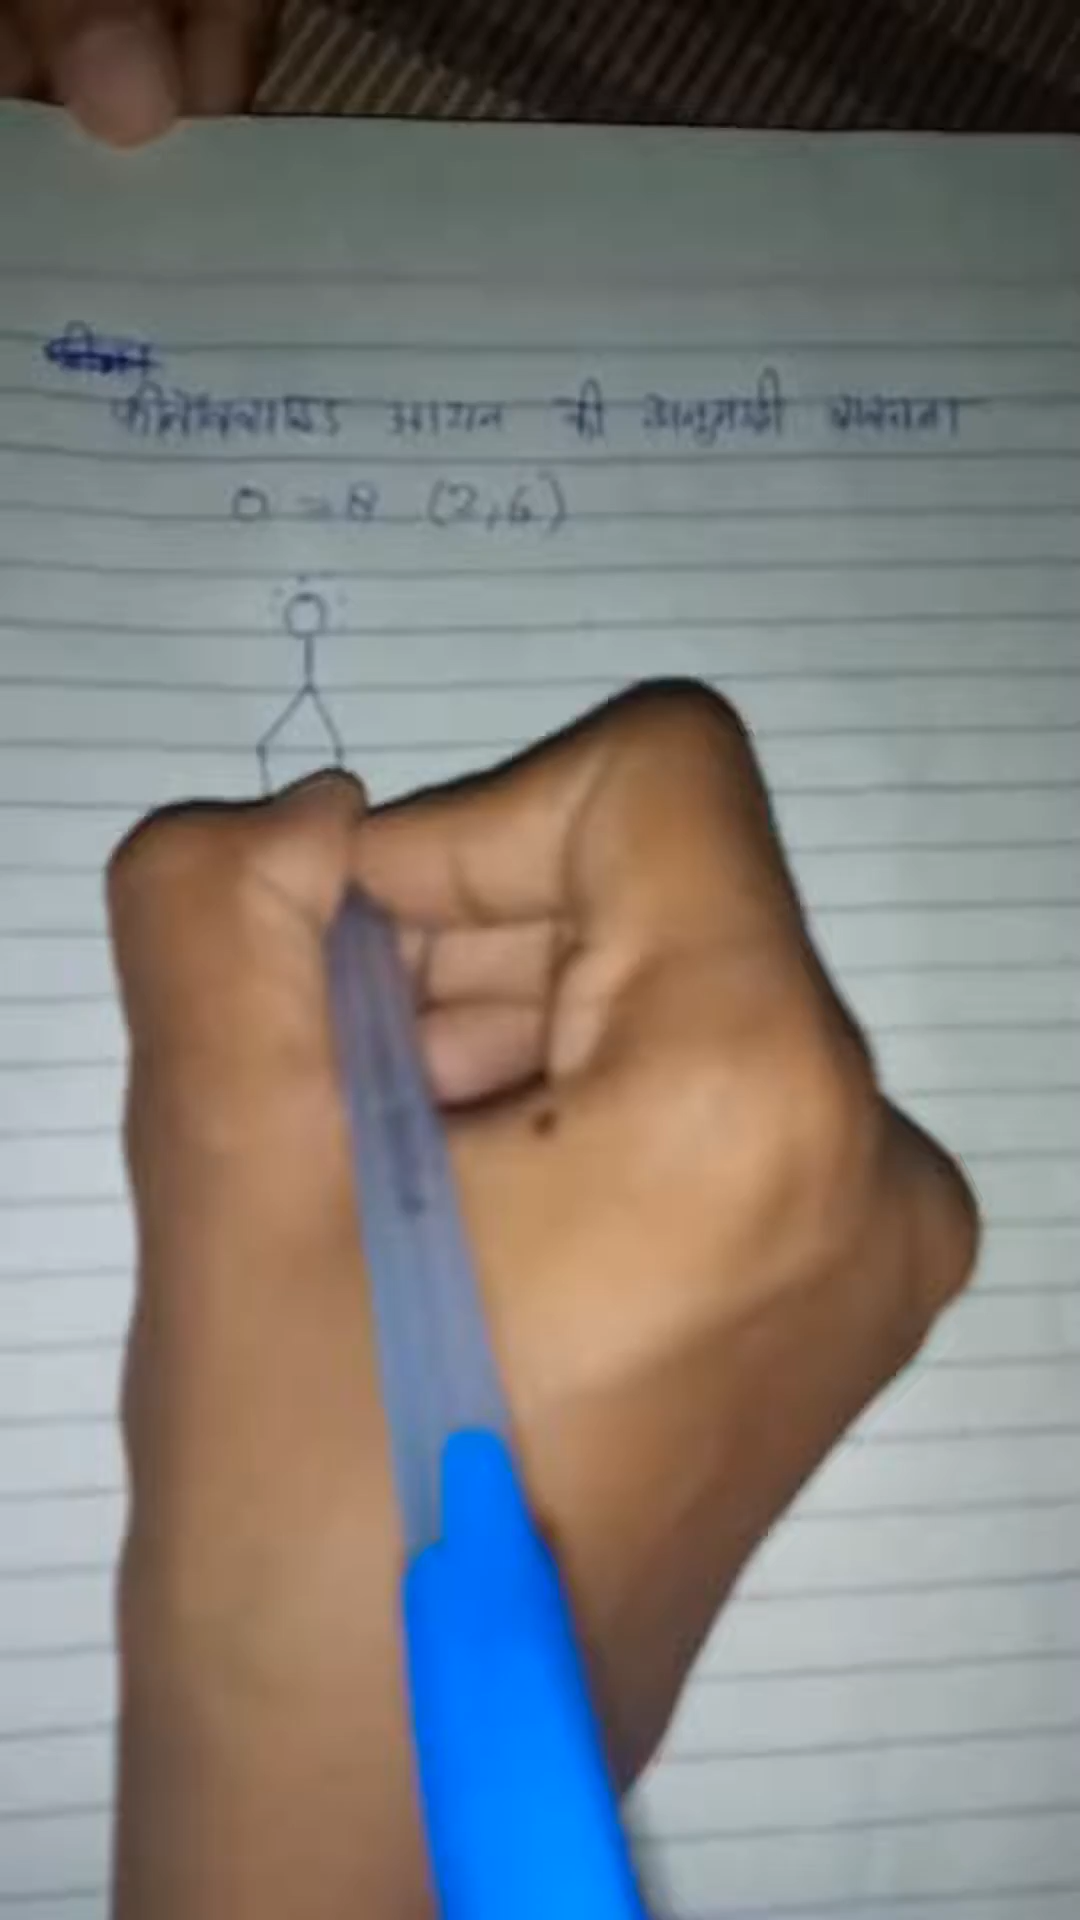 फीनॉक्साइड आयन की अनुनादी संरचना
O = 8 (2,6)
O